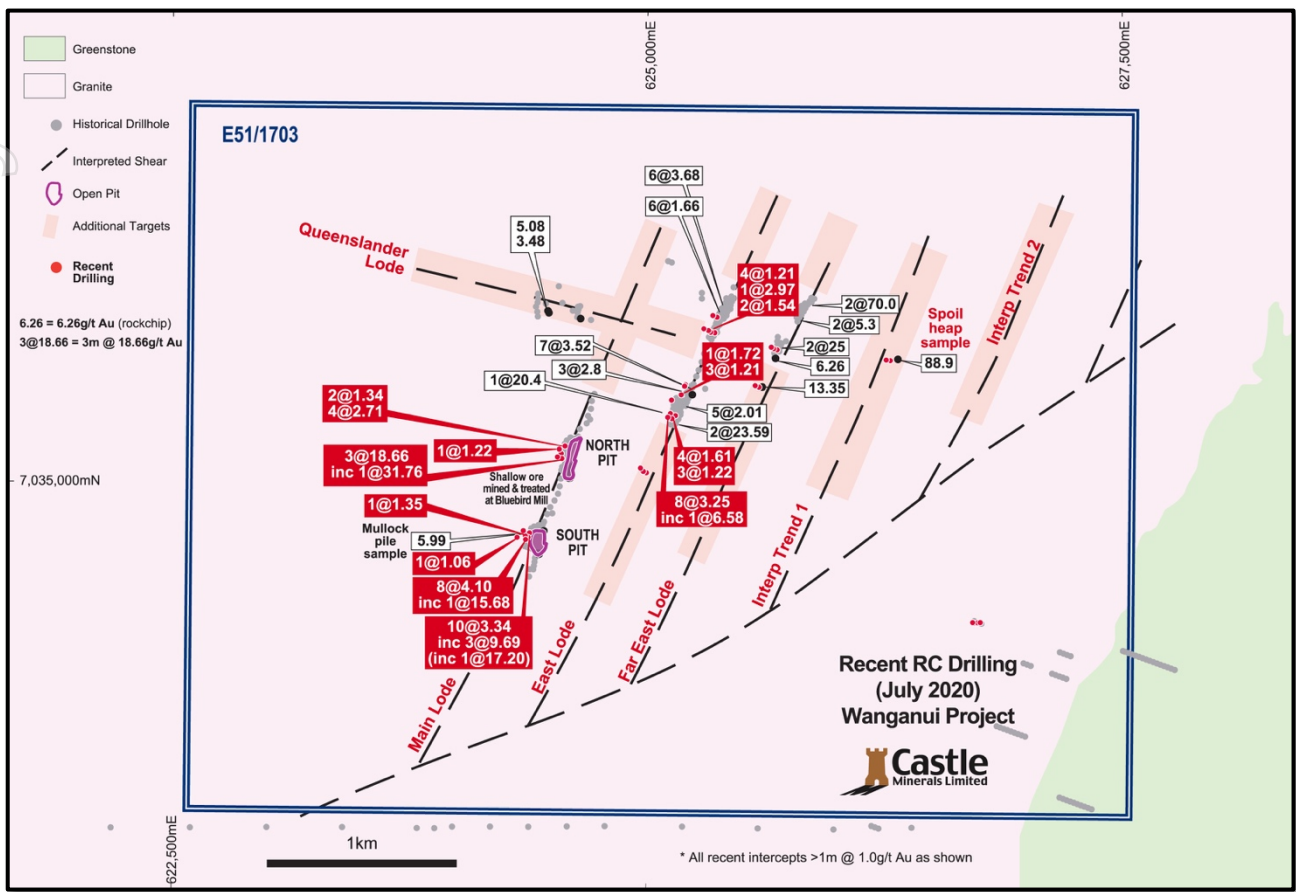 625,000mE
627,500mE
Greenstone
Granite
Historical Drillhole
Interpreted Shear
Open Pit
Additional Targets
Recent
Drilling
6.26 = 6.26g/t Au (rockchip)
3@18.66 = 3m @ 18.66g/t Au
E51/1703
6@3.68
6@1.66
5.08
3.48
Queenslander
Lode
4@1.21
1@2.97
2@1.54
2@70.0
2@5.3
2@25
6.26
13.35
Spoil
heap
sample
88.9
Interp Trend 2
7@3.52
3@2.8
1@20.4
1@1.72
3@1.21
5@2.01
2@23.59
2@1.34
4@2.71
1@1.22
3@18.66
inc 1@31.76
NORTH
PIT
Shallow ore
mined & treated
at Bluebird Mill
4@1.61
3@1.22
8@3.25
inc 1@6.58
7,035,000mN
1@1.35
Mullock
pile
sample
5.99
SOUTH
PIT
1@1.06
8@4.10
inc 1@15.68
10@3.34
inc 3@9.69
(inc 1@17.20)
Main Lode
East Lode
Far East Lode
Interp Trend 1
Recent RC Drilling
(July 2020)
Wanganui Project
Castle
Minerals Limited
622,500mE
1km
* All recent intercepts >1m @ 1.0g/t Au as shown